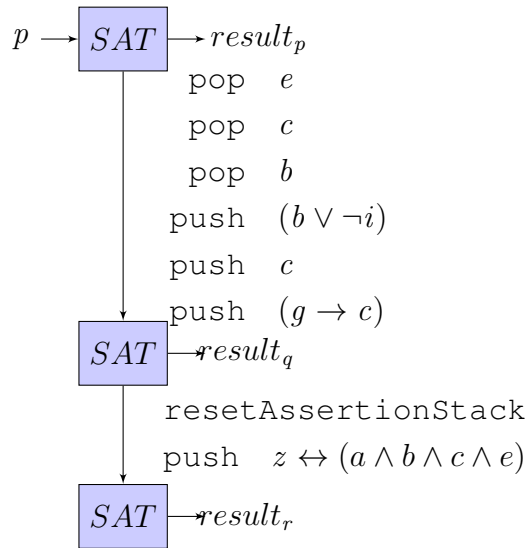 p SAT result_p
pop e
pop c
pop b
push (b ∨ ¬i)
push c
push (g → c)
SAT result_q
resetAssertionStack
push z ↔ (a ∧ b ∧ c ∧ e)
SAT result_r